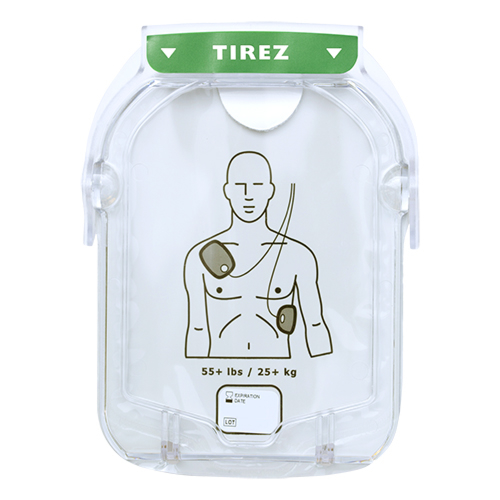 TIREZ
55+ lbs / 25+ kg
EXPIRATION
DATE
LOT